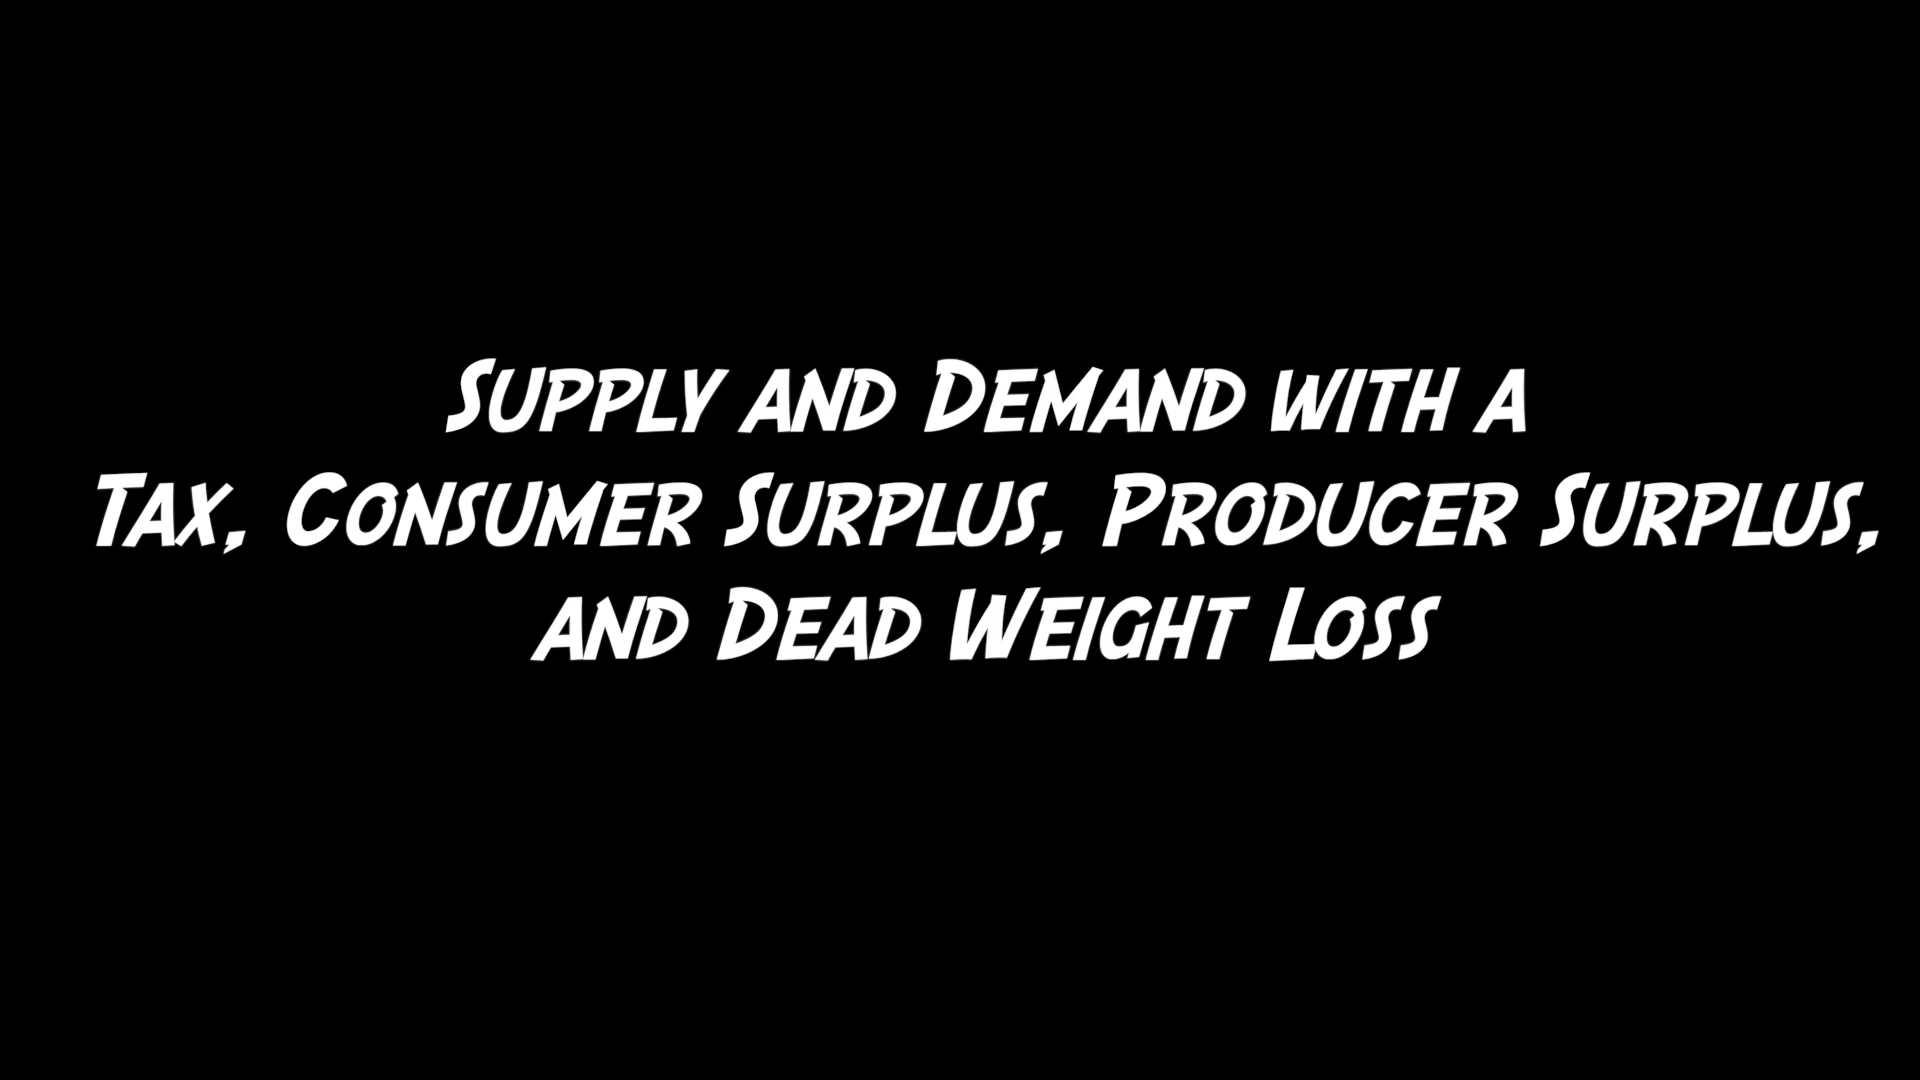 Supply and Demand with a
Tax, Consumer Surplus, Producer Surplus,
and Dead Weight Loss